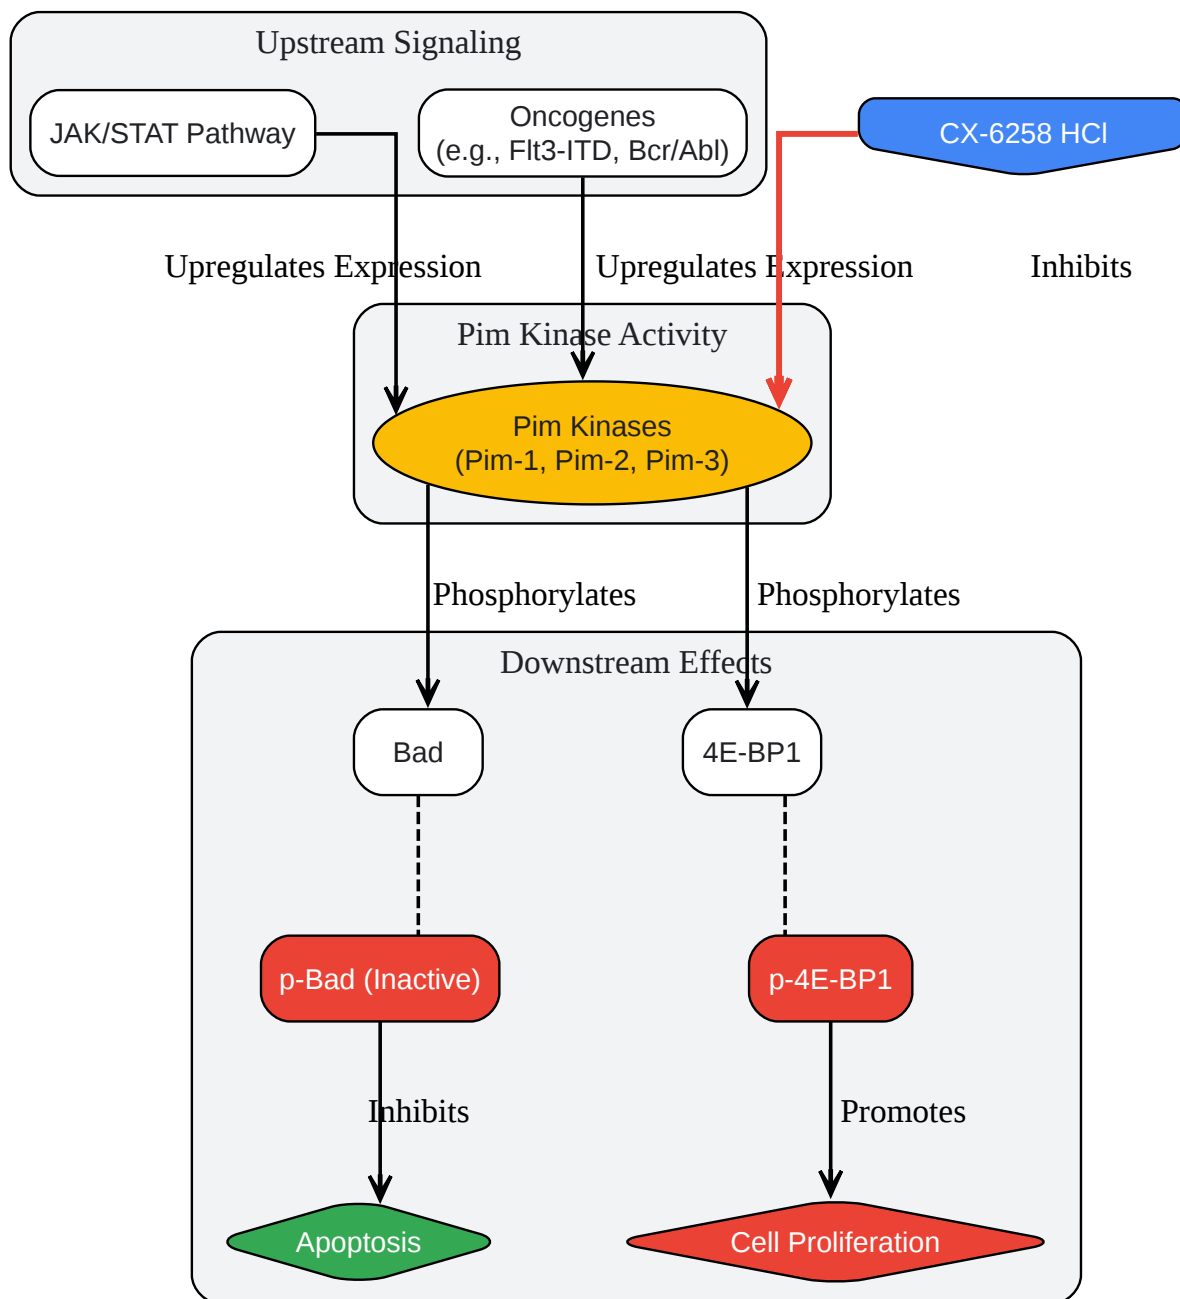 Upstream Signaling
JAK/STAT Pathway
Oncogenes
(e.g., Flt3-ITD, Bcr/Abl)
CX-6258 HCl
Upregulates Expression
Upregulates Expression
Inhibits
Pim Kinase Activity
Pim Kinases
(Pim-1, Pim-2, Pim-3)
Phosphorylates
Phosphorylates
Downstream Effects
Bad
4E-BP1
p-Bad (Inactive)
p-4E-BP1
Inhibits
Promotes
Apoptosis
Cell Proliferation